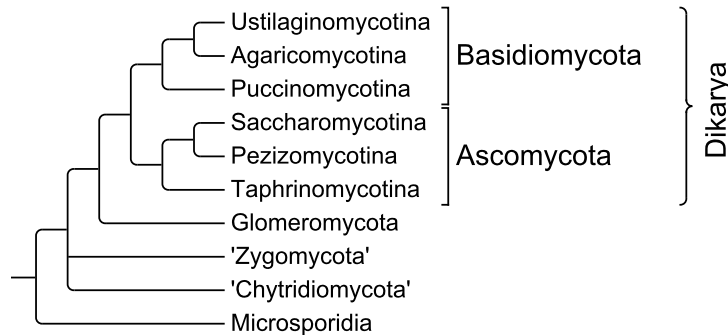 Ustilaginomycotina
Agaricomycotina
Puccinomycotina
Basidiomycota
Saccharomycotina
Pezizomycotina
Taphrinomycotina
Ascomycota
Dikarya
Glomeromycota
'Zygomycota'
'Chytridiomycota'
Microsporidia